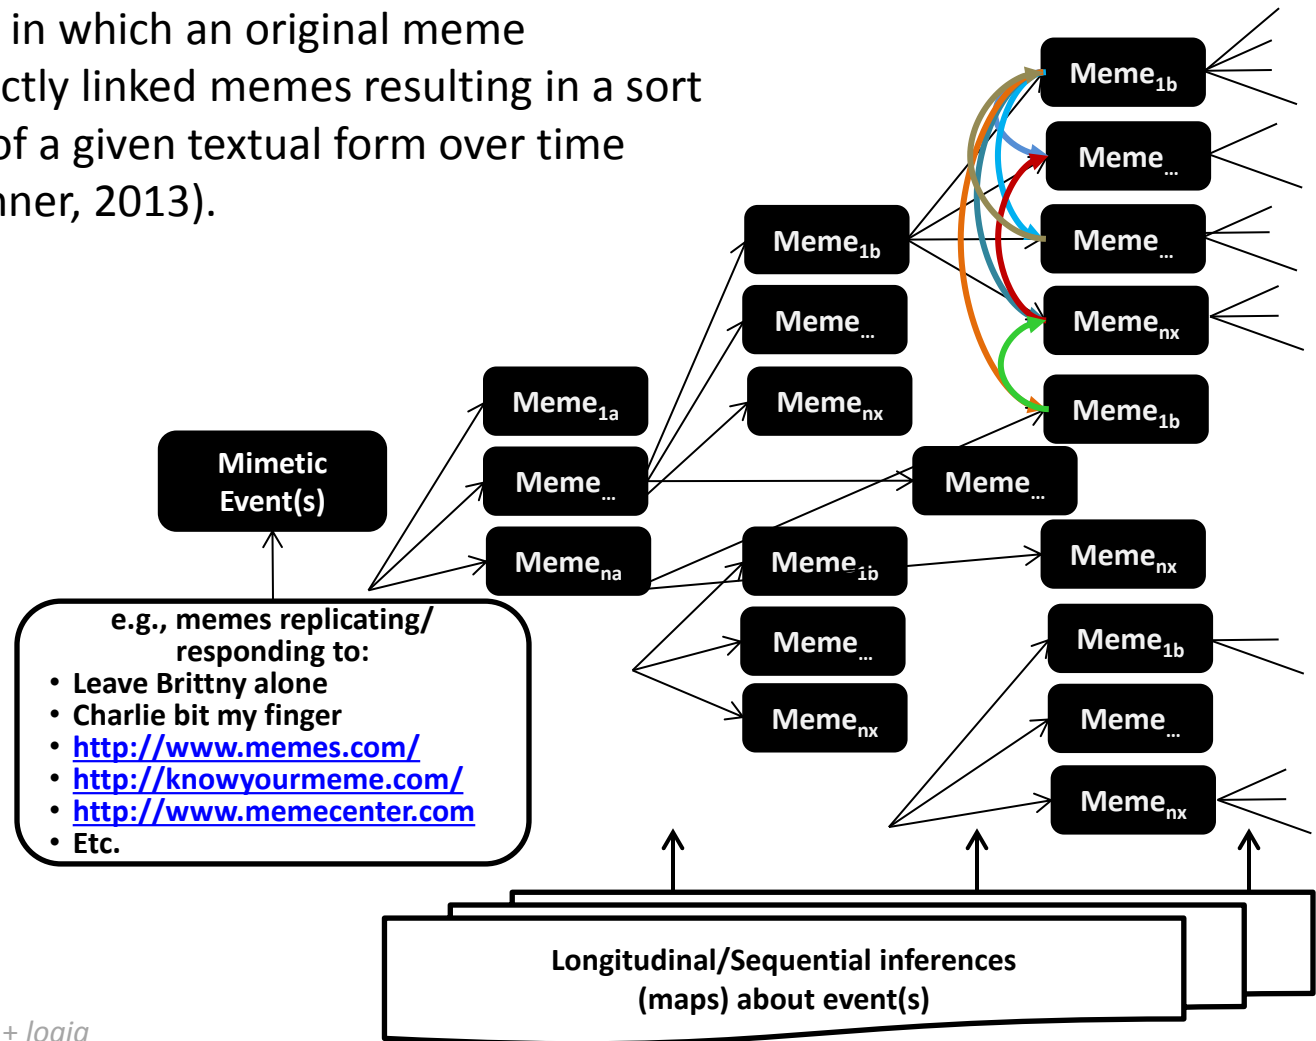 in which an original meme
ctly linked memes resulting in a sort
of a given textual form over time
nner, 2013).
Meme1b
Meme...
Meme...
Meme1b
Meme...
Memenx
Meme1a
Memenx
Meme1b
Mimetic
Event(s)
Meme...
Meme...
Memena
Meme1b
Memenx
e.g., memes replicating/
responding to:
• Leave Brittny alone
• Charlie bit my finger
• http://www.memes.com/
• http://knowyourmeme.com/
• http://www.memecenter.com
• Etc.
Meme...
Meme1b
Memenx
Meme...
Memenx
Longitudinal/Sequential inferences
(maps) about event(s)
+ logia